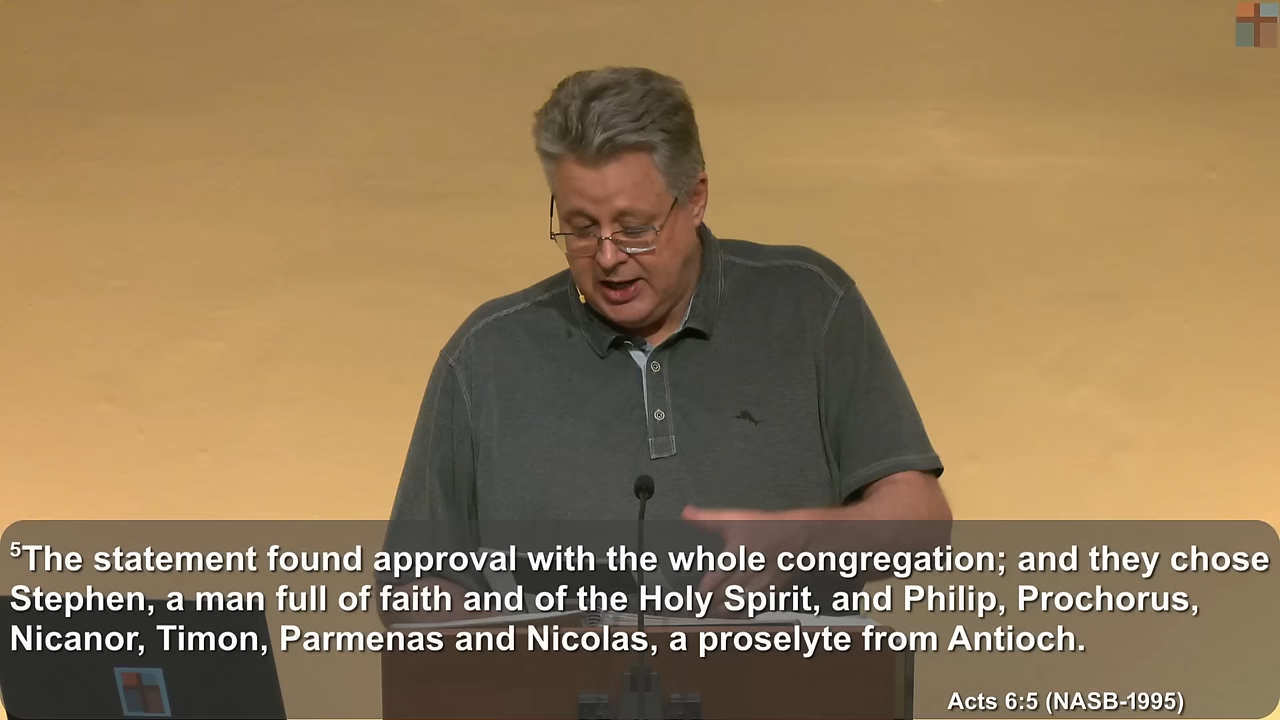 ⁵The statement found approval with the whole congregation; and they chose
Stephen, a man full of faith and of the Holy Spirit, and Philip, Prochorus,
Nicanor, Timon, Parmenas and Nicolas, a proselyte from Antioch.
Acts 6:5 (NASB-1995)